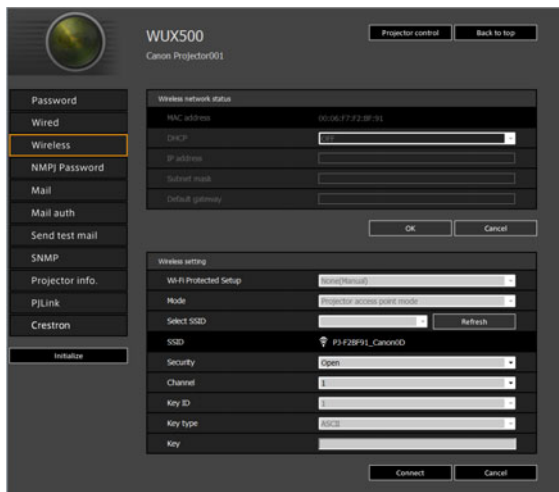 WUX500
Projector control
Back to top
Canon Projector001
Password
Wired
Wireless
NMPJ Password
Mail
Mail auth
Send test mail
SNMP
Projector info.
PJLink
Crestron
Initialize
Wireless network status
MAC address 00:06:F7:F2:8F:91
DHCP OFF
IP address
Subnet mask
Default gateway
OK
Cancel
Wireless setting
Wi-Fi Protected Setup None(Manual)
Mode Projector access point mode
Select SSID Refresh
SSID PJ-F28F91_Canon0D
Security Open
Channel 1
Key ID 1
Key type ASCII
Key
Connect
Cancel